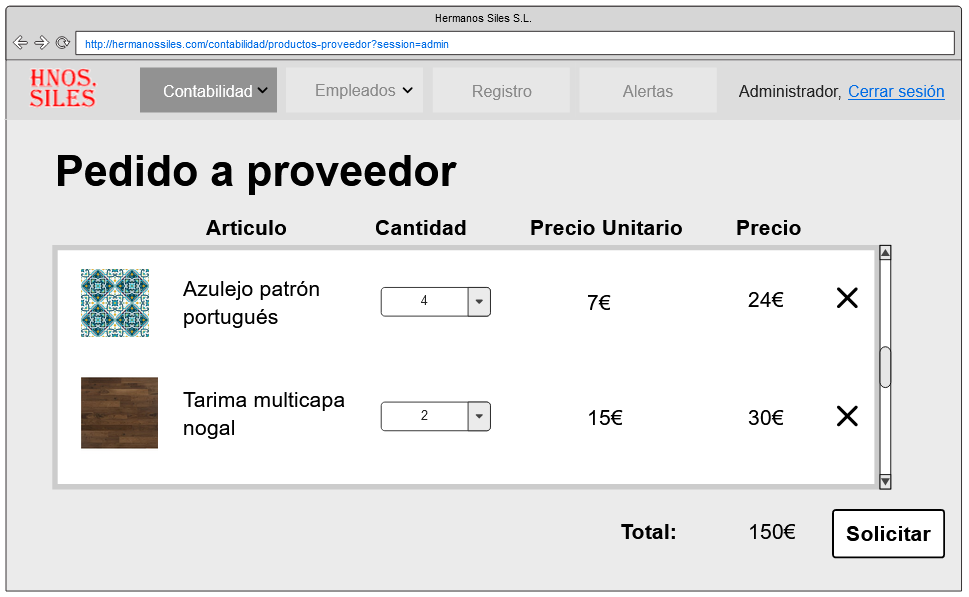 Hermanos Siles S.L.
http://hermanossiles.com/contabilidad/productos-proveedor?session=admin
HNOS.
SILES
Contabilidad Empleados Registro Alertas Administrador, Cerrar sesión
Pedido a proveedor
Articulo Cantidad Precio Unitario Precio
Azulejo patrón
portugués
4 7€ 24€
Tarima multicapa
nogal
2 15€ 30€
Total: 150€ Solicitar